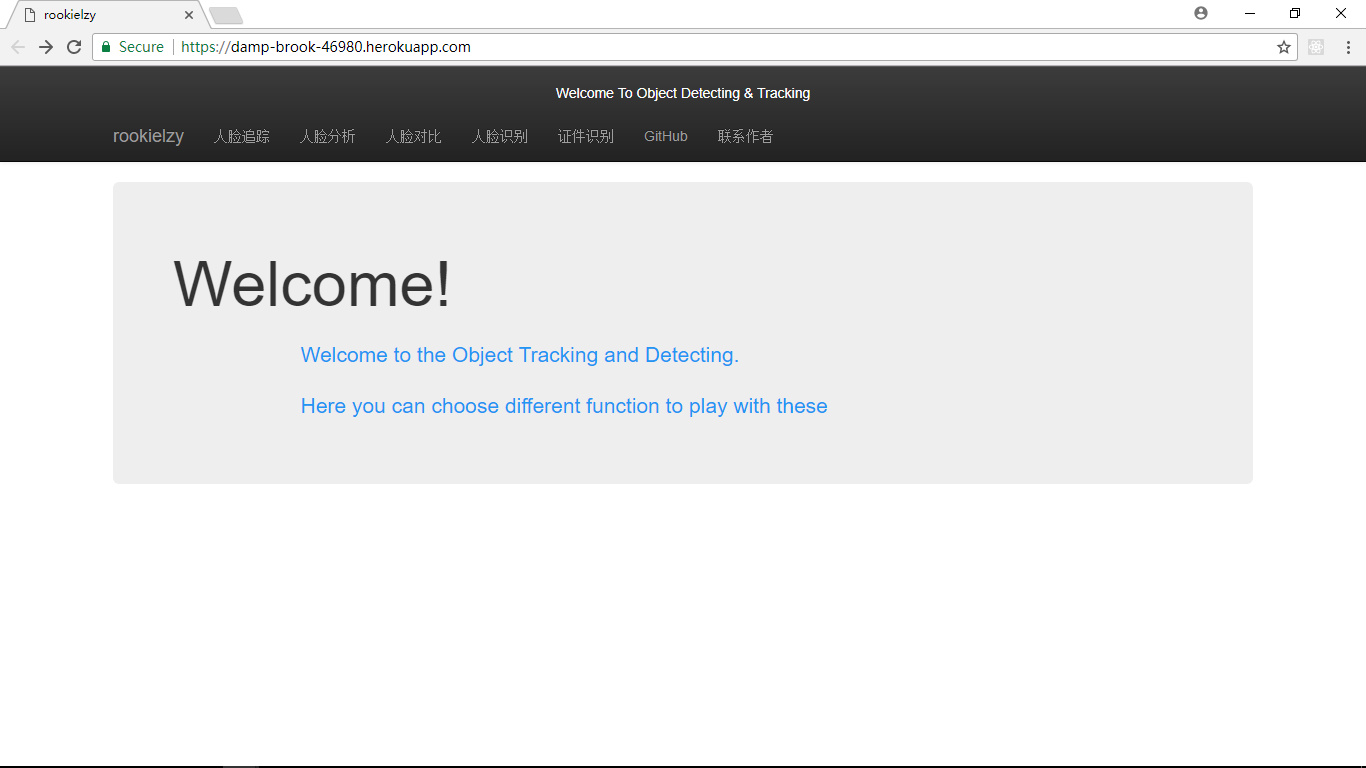 rookielzy
Secure https://damp-brook-46980.herokuapp.com
Welcome To Object Detecting & Tracking
rookielzy 人脸追踪 人脸分析 人脸对比 人脸识别 证件识别 GitHub 联系作者
Welcome!
Welcome to the Object Tracking and Detecting.
Here you can choose different function to play with these